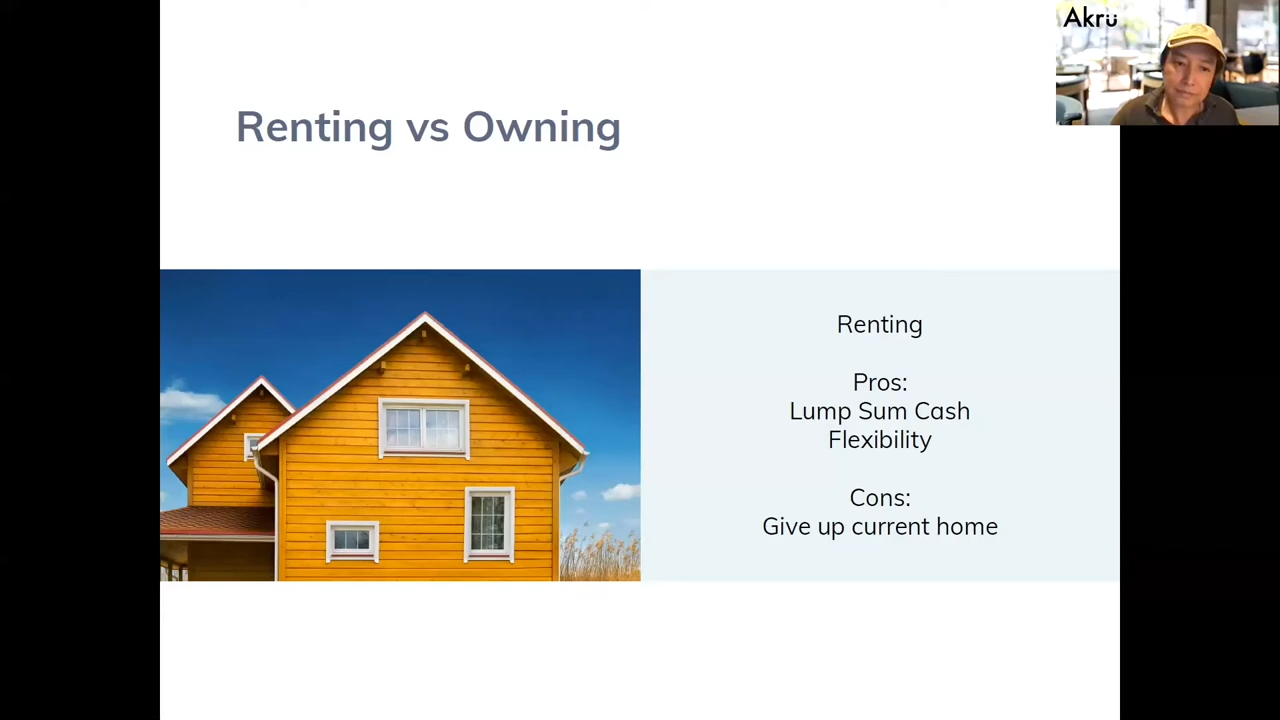 Akru
Renting vs Owning
Renting
Pros:
Lump Sum Cash
Flexibility
Cons:
Give up current home